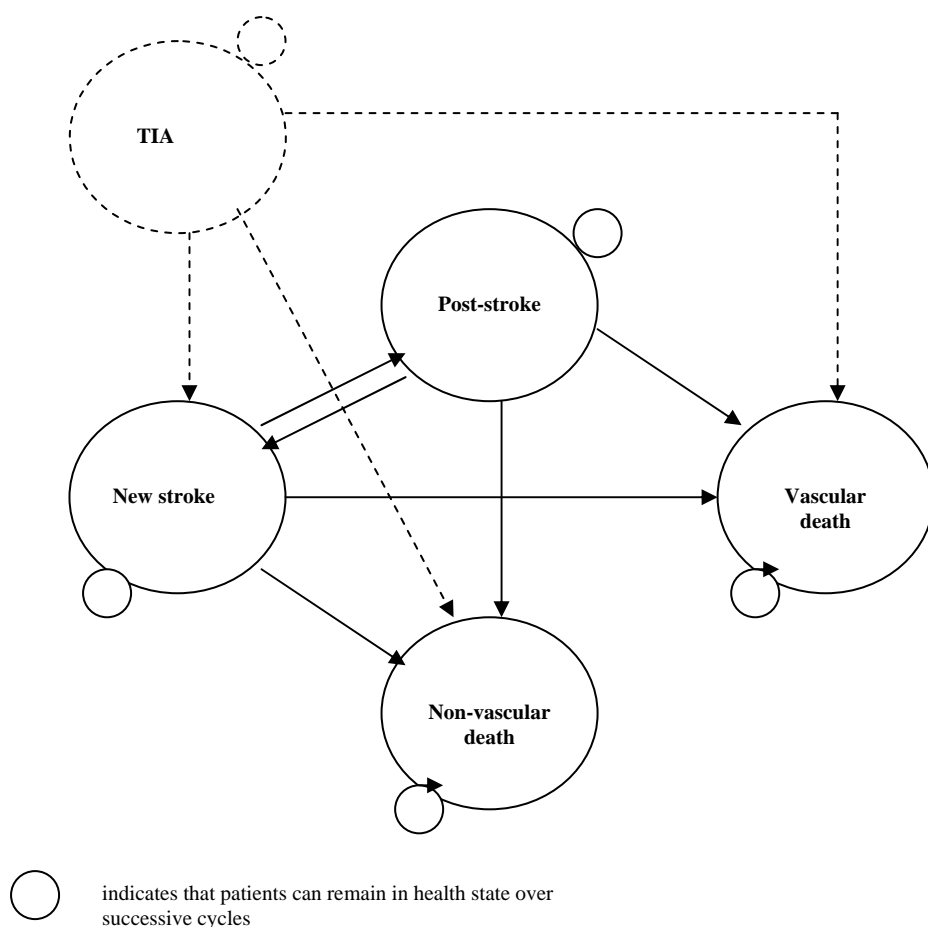 TIA
Post-stroke
New stroke
Vascular
death
Non-vascular
death
indicates that patients can remain in health state over
successive cycles